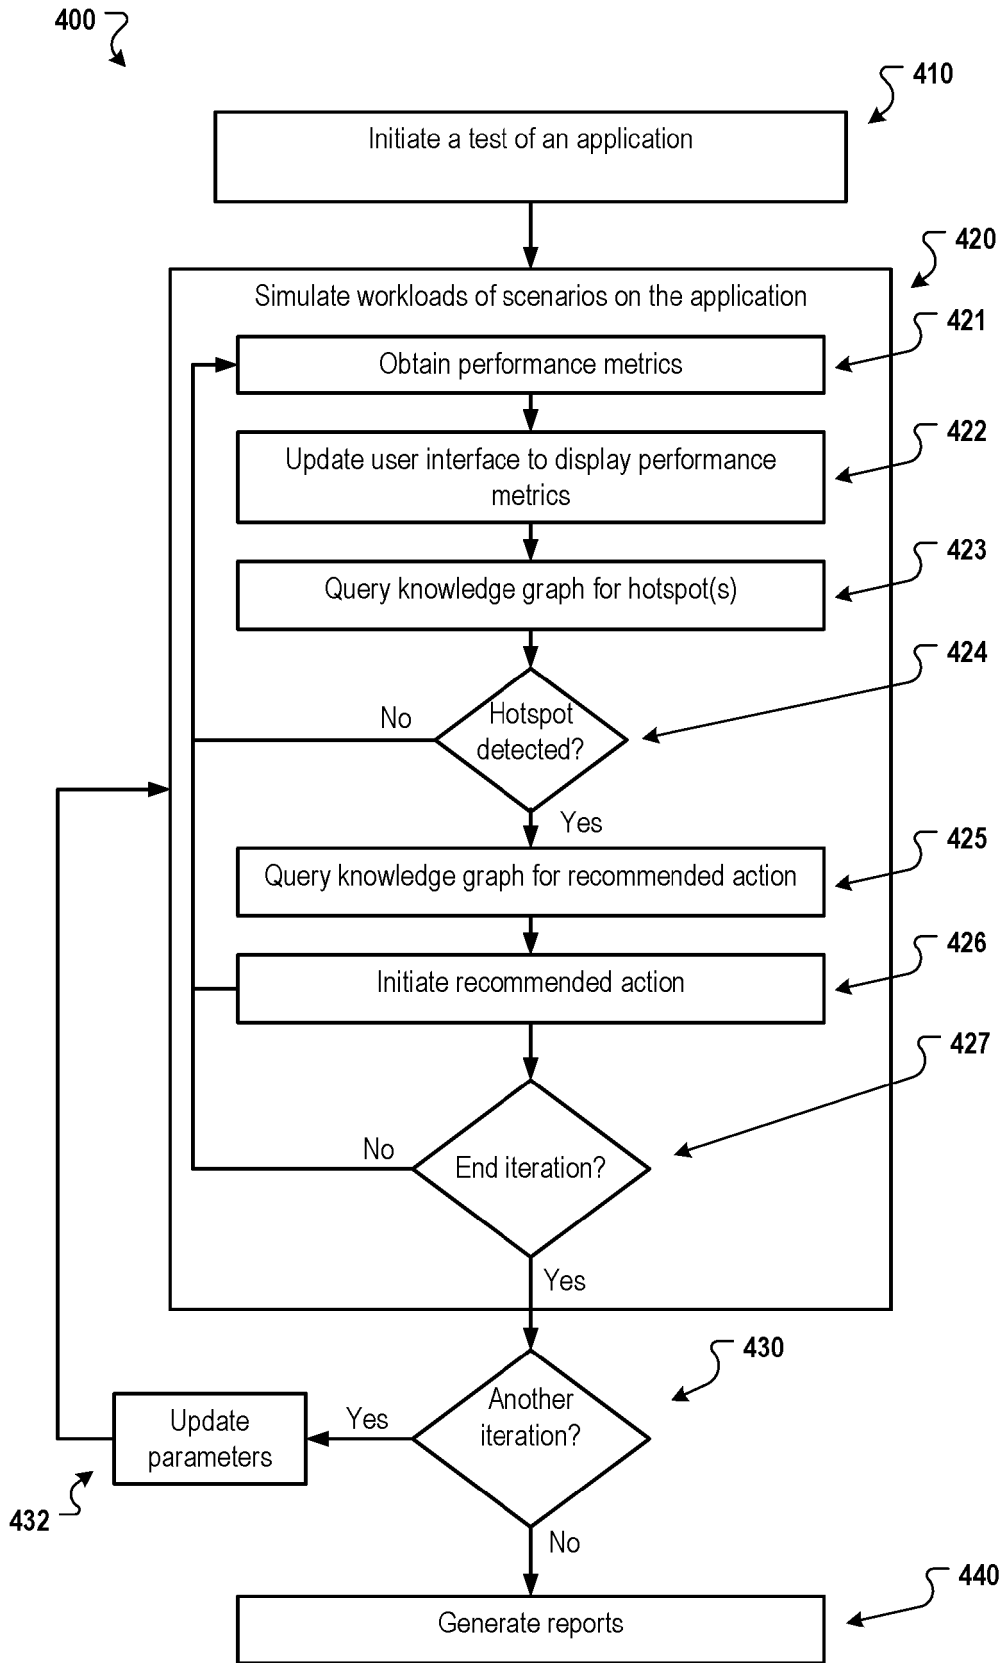 400
410
Initiate a test of an application
420
Simulate workloads of scenarios on the application
421
Obtain performance metrics
422
Update user interface to display performance
metrics
423
Query knowledge graph for hotspot(s)
424
No
Hotspot
detected?
Yes
425
Query knowledge graph for recommended action
426
Initiate recommended action
427
No
End iteration?
Yes
430
Another
iteration?
Yes
Update
parameters
432
No
440
Generate reports